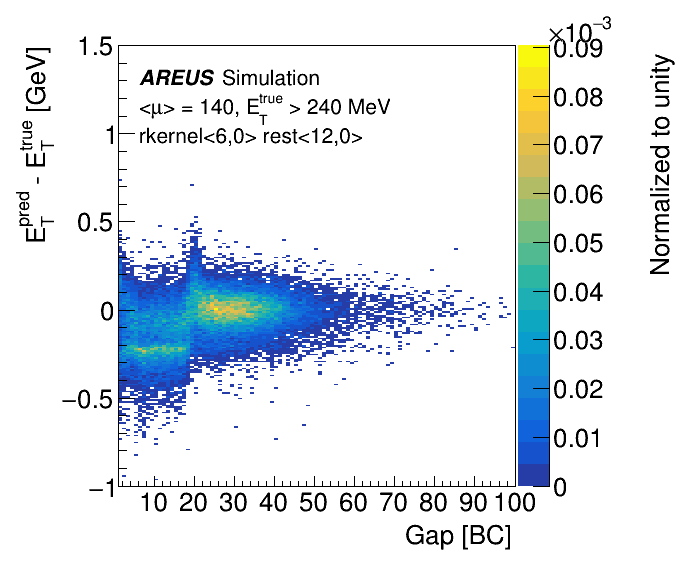 ×10⁻³
1.5
1
0.5
0
−0.5
−1
E_T^pred - E_T^true [GeV]
AREUS Simulation
<μ> = 140, E_T^true > 240 MeV
rkernel<6,0> rest<12,0>
0.09
0.08
0.07
0.06
0.05
0.04
0.03
0.02
0.01
0
Normalized to unity
10 20 30 40 50 60 70 80 90 100
Gap [BC]